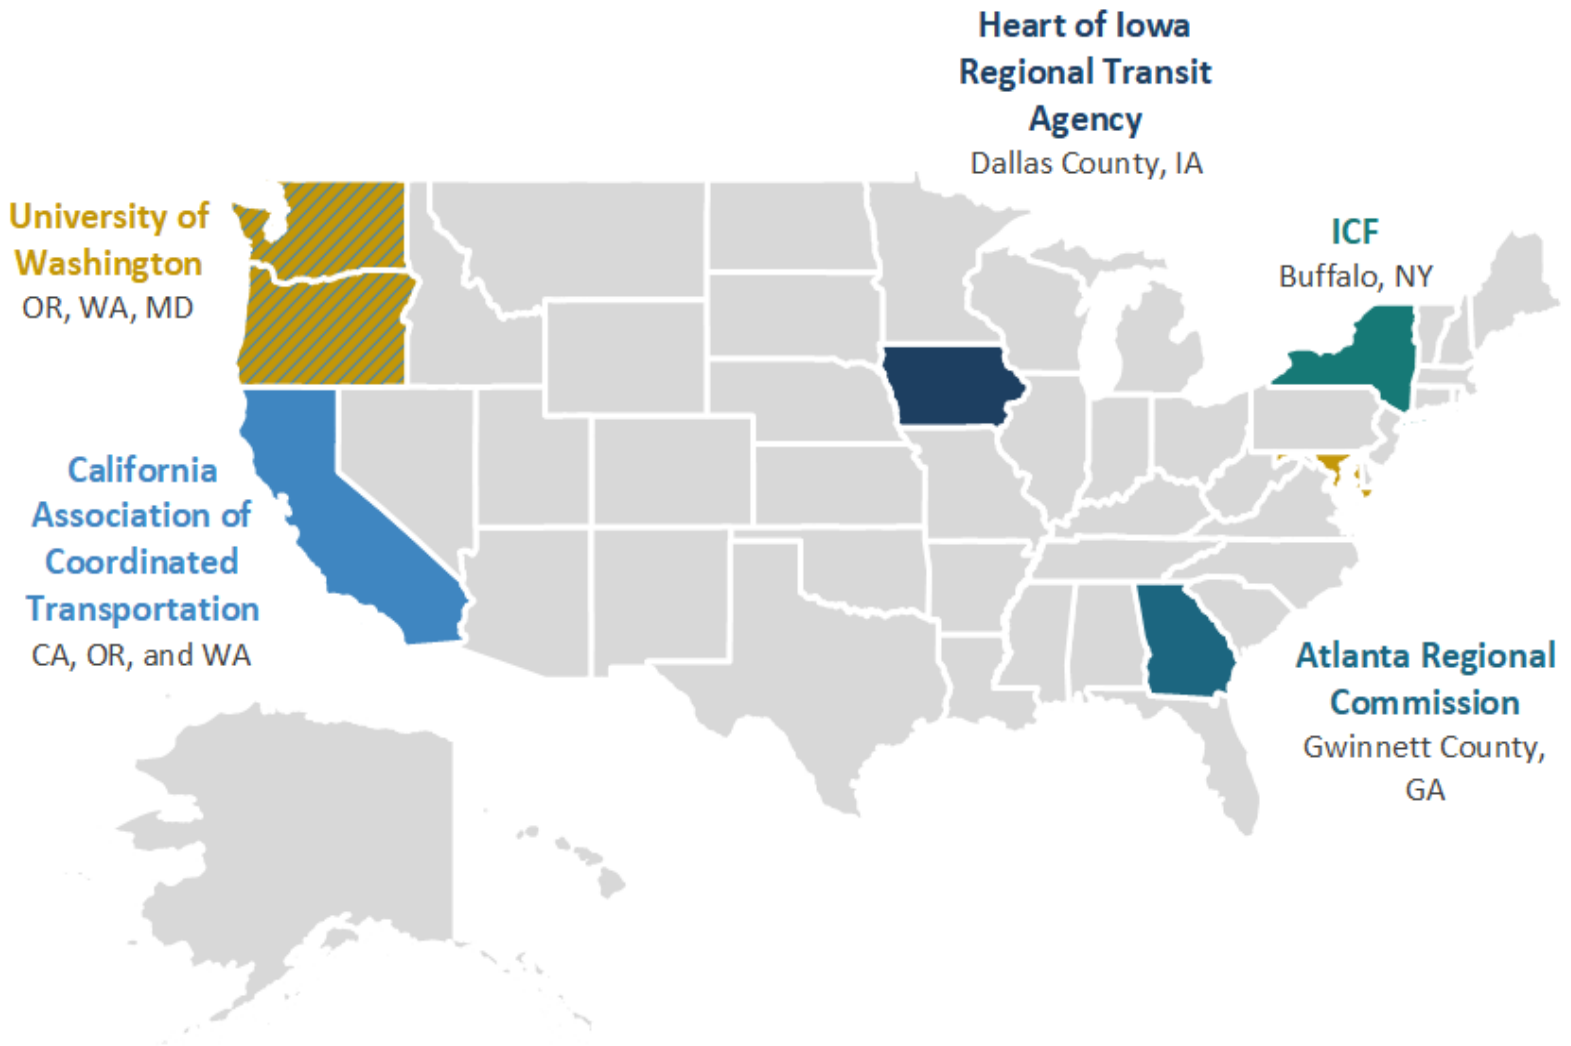 Heart of Iowa
Regional Transit
Agency
Dallas County, IA
University of
Washington
OR, WA, MD
ICF
Buffalo, NY
California
Association of
Coordinated
Transportation
CA, OR, and WA
Atlanta Regional
Commission
Gwinnett County,
GA